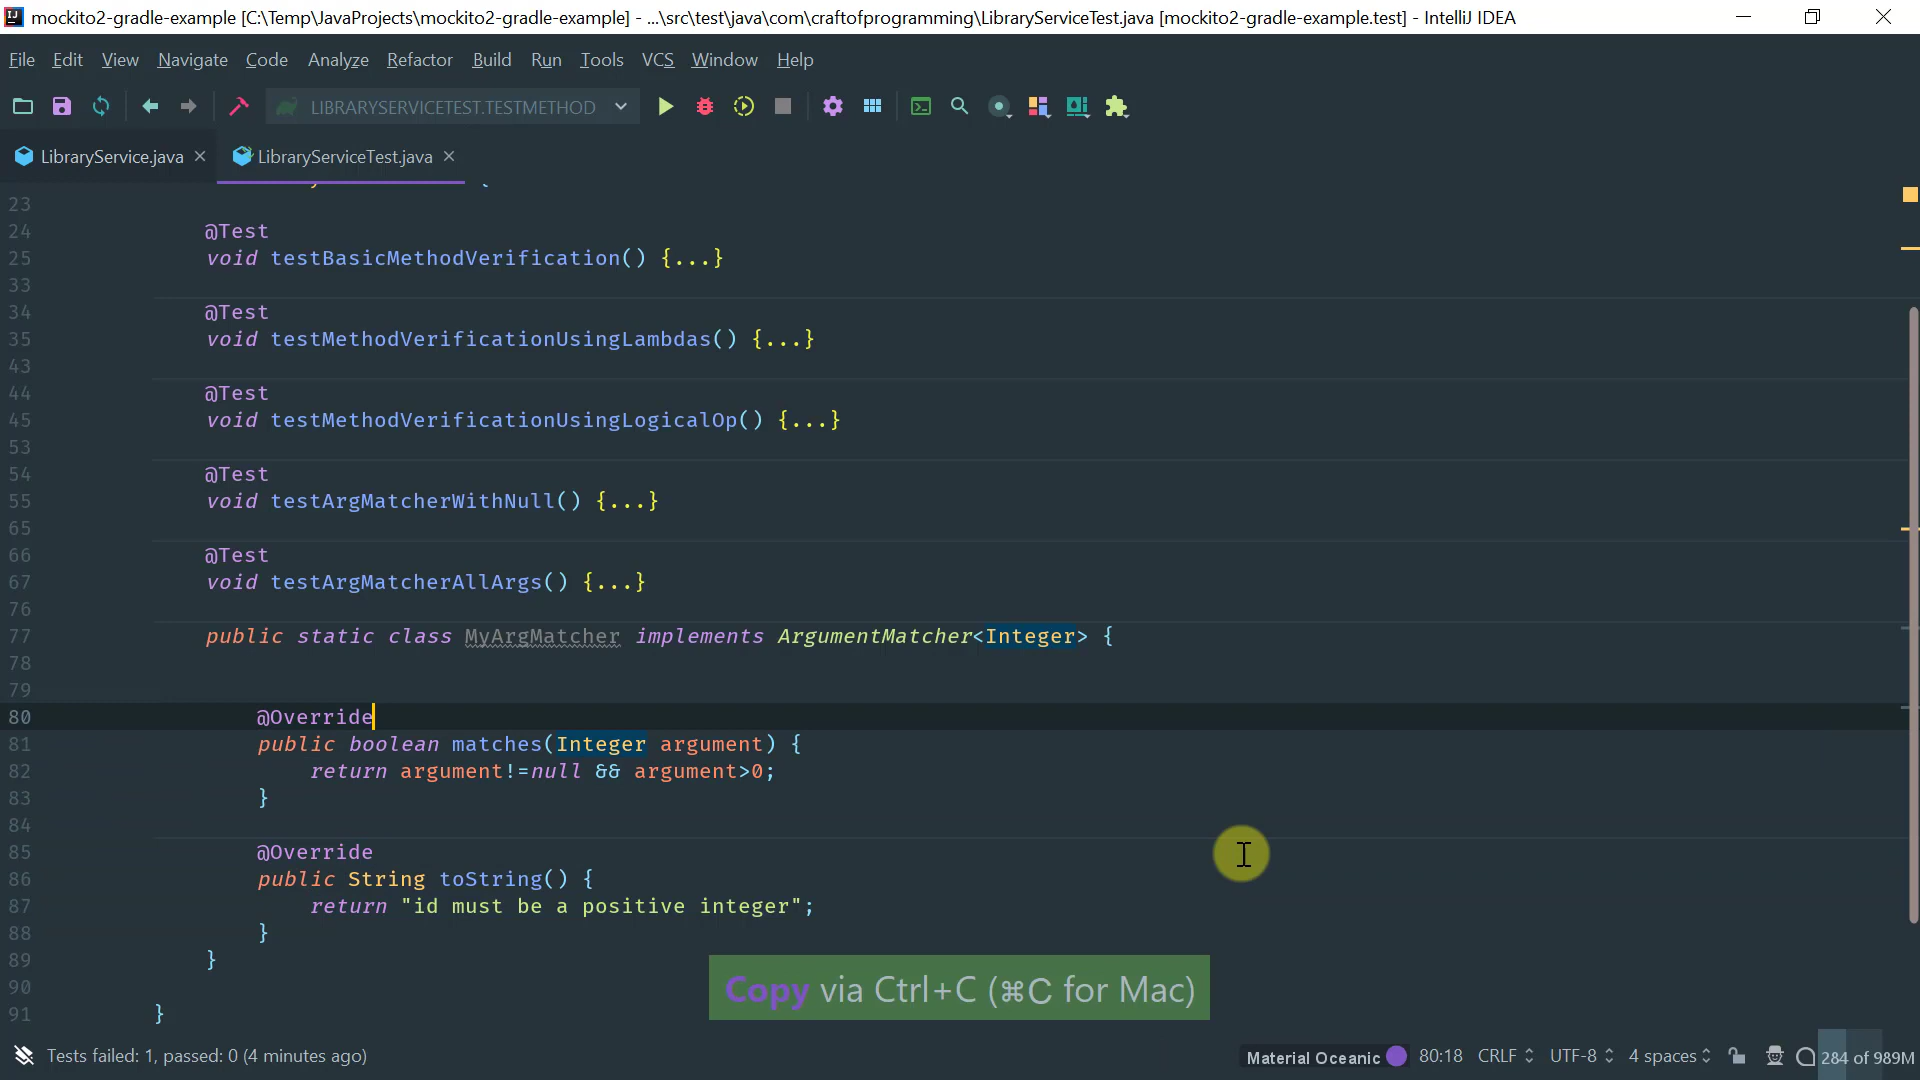 mockito2-gradle-example [C:\Temp\JavaProjects\mockito2-gradle-example] - ...\src\test\java\com\craftofprogramming\LibraryServiceTest.java [mockito2-gradle-example.test] - IntelliJ IDEA
File Edit View Navigate Code Analyze Refactor Build Run Tools VCS Window Help
LIBRARYSERVICETEST.TESTMETHOD
LibraryService.java LibraryServiceTest.java
23
24 @Test
25 void testBasicMethodVerification() {...}
33
34 @Test
35 void testMethodVerificationUsingLambdas() {...}
43
44 @Test
45 void testMethodVerificationUsingLogicalOp() {...}
53
54 @Test
55 void testArgMatcherWithNull() {...}
65
66 @Test
67 void testArgMatcherAllArgs() {...}
76
77 public static class MyArgMatcher implements ArgumentMatcher<Integer> {
78
79
80 @Override
81 public boolean matches(Integer argument) {
82 return argument!=null && argument>0;
83 }
84
85 @Override
86 public String toString() {
87 return "id must be a positive integer";
88 }
89 }
90
91 }
Copy via Ctrl+C (⌘C for Mac)
Tests failed: 1, passed: 0 (4 minutes ago) Material Oceanic 80:18 CRLF UTF-8 4 spaces 284 of 989M